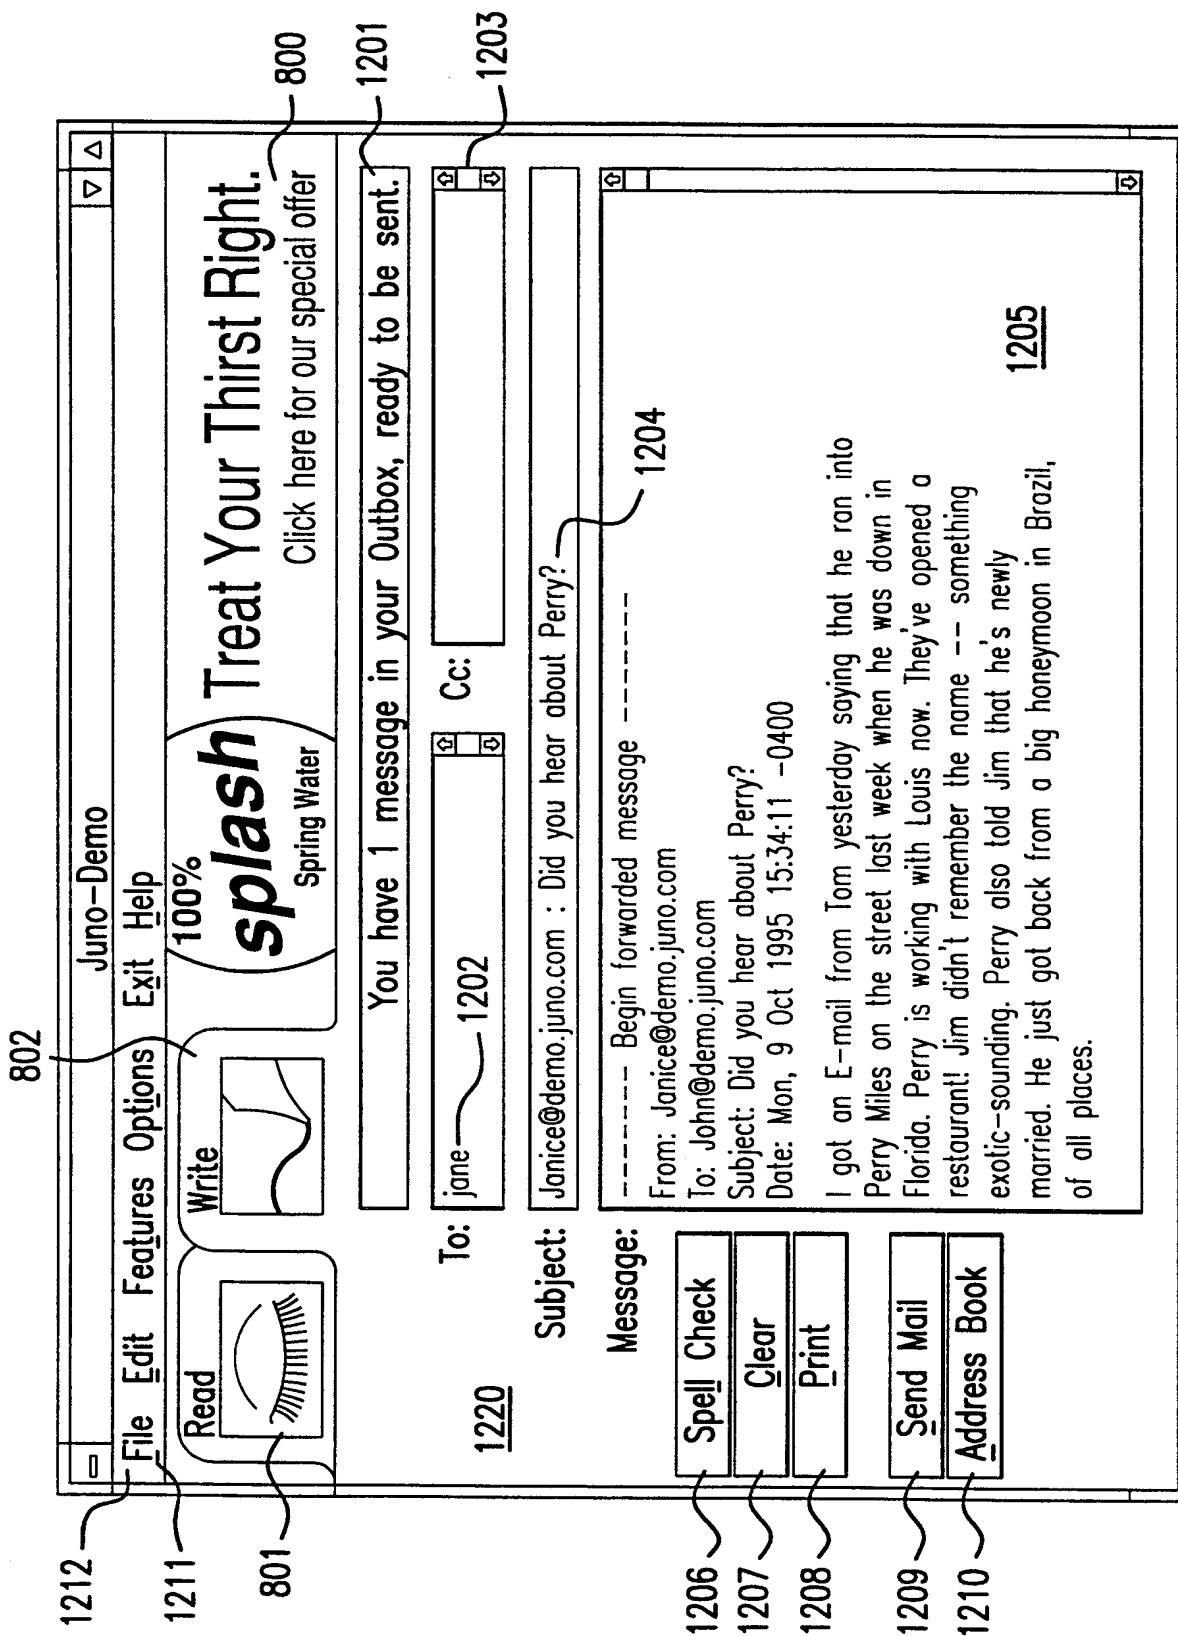 802
Juno-Demo
1212
File Edit Features Options Exit Help
1211
Read
801
Write
100%
splash
Spring Water
Treat Your Thirst Right.
Click here for our special offer
800
You have 1 message in your Outbox, ready to be sent.
1201
To: jane
1202
Cc:
1203
1220
Subject: Janice@demo.juno.com : Did you hear about Perry?
1204
Message:
-------- Begin forwarded message --------
From: Janice@demo.juno.com
To: John@demo.juno.com
Subject: Did you hear about Perry?
Date: Mon, 9 Oct 1995 15:34:11 -0400
I got an E-mail from Tom yesterday saying that he ran into
Perry Miles on the street last week when he was down in
Florida. Perry is working with Louis now. They've opened a
restaurant! Jim didn't remember the name -- something
exotic-sounding. Perry also told Jim that he's newly
married. He just got back from a big honeymoon in Brazil,
of all places.
1205
1206
Spell Check
1207
Clear
1208
Print
1209
Send Mail
1210
Address Book